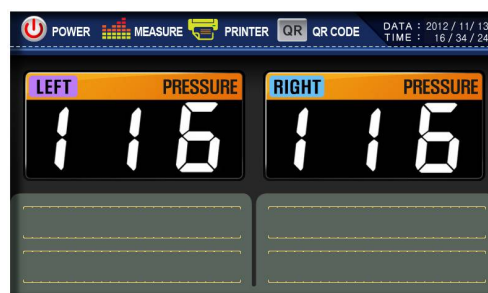 POWER MEASURE PRINTER QR QR CODE DATA : 2012 / 11/ 13
TIME : 16 / 34 / 24
LEFT PRESSURE RIGHT PRESSURE
116 116